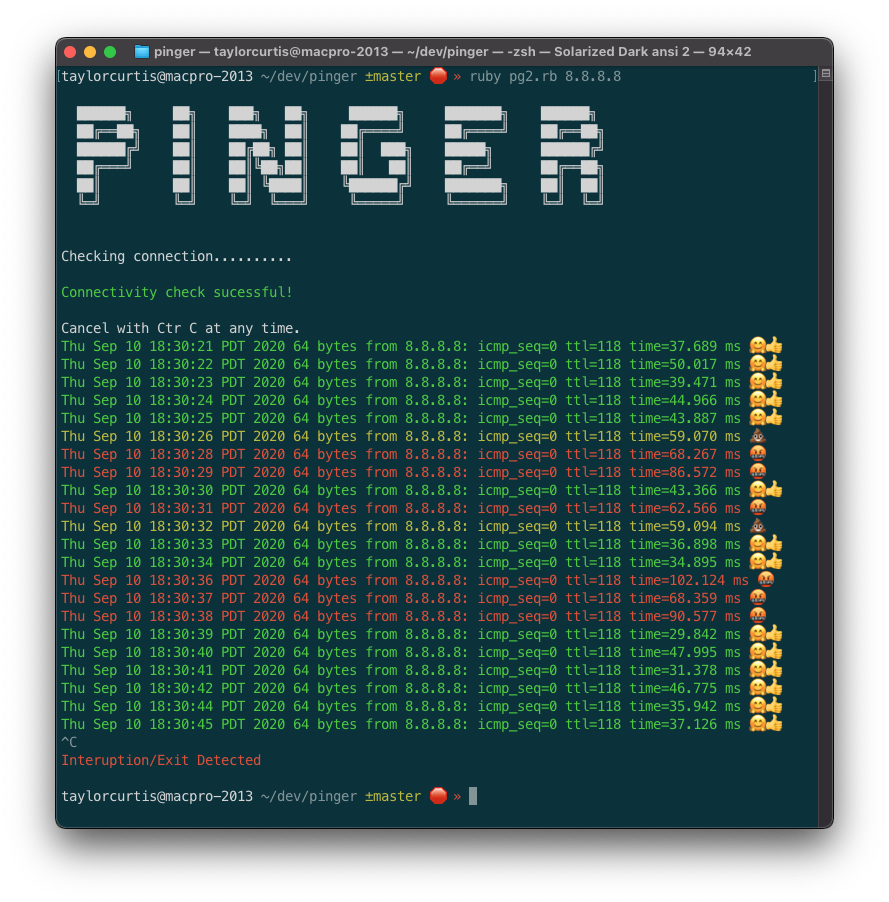 pinger — taylorcurtis@macpro-2013 — ~/dev/pinger — -zsh — Solarized Dark ansi 2 — 94×42
[taylorcurtis@macpro-2013 ~/dev/pinger ±master 🛑 » ruby pg2.rb 8.8.8.8 ]
PINGER
Checking connection..........
Connectivity check sucessful!
Cancel with Ctr C at any time.
Thu Sep 10 18:30:21 PDT 2020 64 bytes from 8.8.8.8: icmp_seq=0 ttl=118 time=37.689 ms 🤗👍
Thu Sep 10 18:30:22 PDT 2020 64 bytes from 8.8.8.8: icmp_seq=0 ttl=118 time=50.017 ms 🤗👍
Thu Sep 10 18:30:23 PDT 2020 64 bytes from 8.8.8.8: icmp_seq=0 ttl=118 time=39.471 ms 🤗👍
Thu Sep 10 18:30:24 PDT 2020 64 bytes from 8.8.8.8: icmp_seq=0 ttl=118 time=44.966 ms 🤗👍
Thu Sep 10 18:30:25 PDT 2020 64 bytes from 8.8.8.8: icmp_seq=0 ttl=118 time=43.887 ms 🤗👍
Thu Sep 10 18:30:26 PDT 2020 64 bytes from 8.8.8.8: icmp_seq=0 ttl=118 time=59.070 ms 💩
Thu Sep 10 18:30:28 PDT 2020 64 bytes from 8.8.8.8: icmp_seq=0 ttl=118 time=68.267 ms 🤬
Thu Sep 10 18:30:29 PDT 2020 64 bytes from 8.8.8.8: icmp_seq=0 ttl=118 time=86.572 ms 🤬
Thu Sep 10 18:30:30 PDT 2020 64 bytes from 8.8.8.8: icmp_seq=0 ttl=118 time=43.366 ms 🤗👍
Thu Sep 10 18:30:31 PDT 2020 64 bytes from 8.8.8.8: icmp_seq=0 ttl=118 time=62.566 ms 🤬
Thu Sep 10 18:30:32 PDT 2020 64 bytes from 8.8.8.8: icmp_seq=0 ttl=118 time=59.094 ms 💩
Thu Sep 10 18:30:33 PDT 2020 64 bytes from 8.8.8.8: icmp_seq=0 ttl=118 time=36.898 ms 🤗👍
Thu Sep 10 18:30:34 PDT 2020 64 bytes from 8.8.8.8: icmp_seq=0 ttl=118 time=34.895 ms 🤗👍
Thu Sep 10 18:30:36 PDT 2020 64 bytes from 8.8.8.8: icmp_seq=0 ttl=118 time=102.124 ms 🤬
Thu Sep 10 18:30:37 PDT 2020 64 bytes from 8.8.8.8: icmp_seq=0 ttl=118 time=68.359 ms 🤬
Thu Sep 10 18:30:38 PDT 2020 64 bytes from 8.8.8.8: icmp_seq=0 ttl=118 time=90.577 ms 🤬
Thu Sep 10 18:30:39 PDT 2020 64 bytes from 8.8.8.8: icmp_seq=0 ttl=118 time=29.842 ms 🤗👍
Thu Sep 10 18:30:40 PDT 2020 64 bytes from 8.8.8.8: icmp_seq=0 ttl=118 time=47.995 ms 🤗👍
Thu Sep 10 18:30:41 PDT 2020 64 bytes from 8.8.8.8: icmp_seq=0 ttl=118 time=31.378 ms 🤗👍
Thu Sep 10 18:30:42 PDT 2020 64 bytes from 8.8.8.8: icmp_seq=0 ttl=118 time=46.775 ms 🤗👍
Thu Sep 10 18:30:44 PDT 2020 64 bytes from 8.8.8.8: icmp_seq=0 ttl=118 time=35.942 ms 🤗👍
Thu Sep 10 18:30:45 PDT 2020 64 bytes from 8.8.8.8: icmp_seq=0 ttl=118 time=37.126 ms 🤗👍
^C
Interuption/Exit Detected
taylorcurtis@macpro-2013 ~/dev/pinger ±master 🛑 »